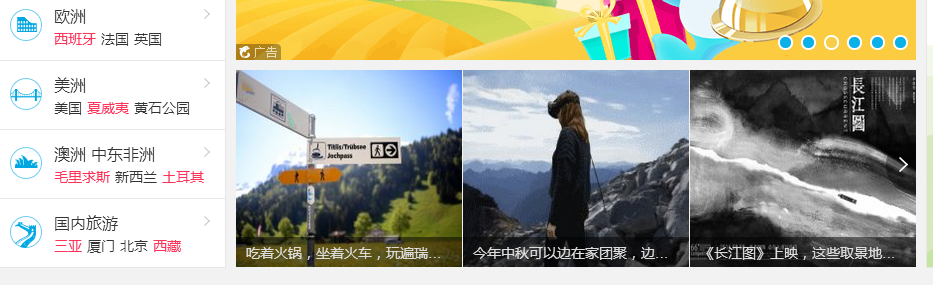 欧洲
西班牙 法国 英国
美洲
美国 夏威夷 黄石公园
澳洲 中东非洲
毛里求斯 新西兰 土耳其
国内旅游
三亚 厦门 北京 西藏
广告
Titlis/Trübsee
Jochpass
吃着火锅，坐着火车，玩遍瑞...
今年中秋可以边在家团聚，边...
長江圖
CROSSCURRENT
《长江图》上映，这些取景地...